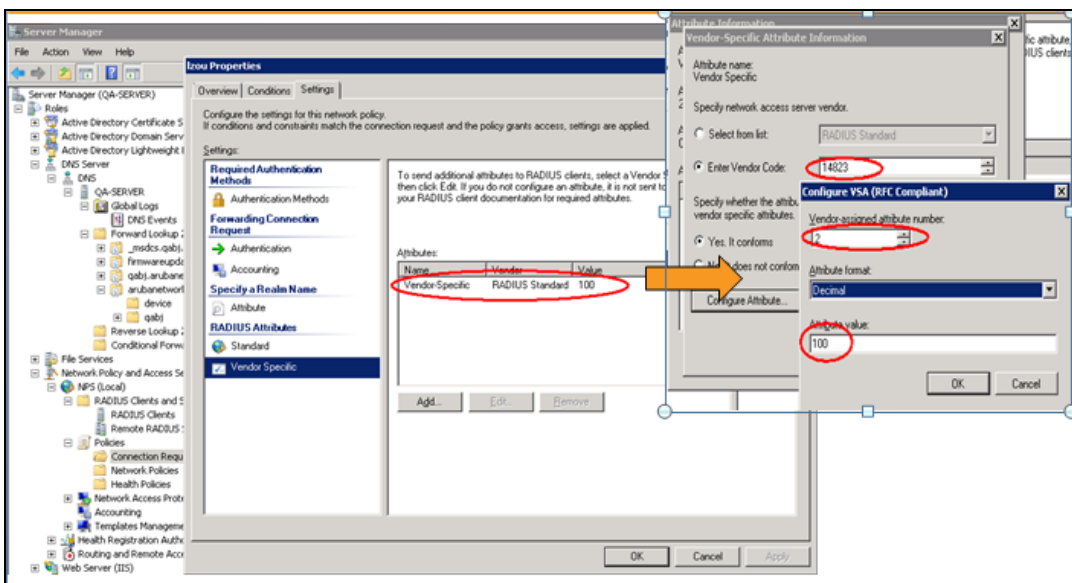 Server Manager
File Action View Help
Server Manager (QA-SERVER)
Roles
Active Directory Certificate S
Active Directory Domain Serv
Active Directory Lightweight
DNS Server
DNS
QA-SERVER
Global Logs
DNS Events
Forward Lookup
_msdcs.qabj.
firmwareupda
qabj.arubane
arubanetworl
device
qabj
Reverse Lookup
Conditional Forw
File Services
Network Policy and Access Se
NPS (Local)
RADIUS Clients and S
RADIUS Clients
Remote RADIUS
Policies
Connection Requ
Network Policies
Health Policies
Network Access Prote
Accounting
Templates Manageme
Health Registration Autho
Routing and Remote Acce
Web Server (IIS)
Izou Properties
Overview Conditions Settings
Configure the settings for this network policy.
If conditions and constraints match the connection request and the policy grants access, settings are applied.
Settings:
Required Authentication
Methods
Authentication Methods
Forwarding Connection
Request
Authentication
Accounting
Specify a Realm Name
Attribute
RADIUS Attributes
Standard
Vendor Specific
To send additional attributes to RADIUS clients, select a Vendor S
then click Edit. If you do not configure an attribute, it is not sent to
your RADIUS client documentation for required attributes.
Attributes:
Name Vendor Value
Vendor-Specific RADIUS Standard 100
Add... Edit... Remove
OK Cancel Apply
Attribute Information
Vendor-Specific Attribute Information
fic attribute,
DIUS clients
Attribute name:
Vendor Specific
Specify network access server vendor.
Select from list: RADIUS Standard
Enter Vendor Code: 14823
Specify whether the attribu
vendor specific attributes.
Yes. It conforms
does not conform
Configure Attribute...
Configure VSA (RFC Compliant)
Vendor-assigned attribute number:
2
Attribute format:
Decimal
Attribute value:
100
OK Cancel